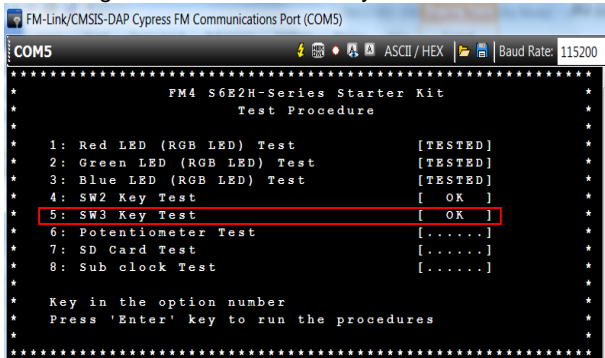 FM-Link/CMSIS-DAP Cypress FM Communications Port (COM5)
COM5 ASCII / HEX Baud Rate: 115200
****************************************************************
* FM4 S6E2H-Series Starter Kit *
* Test Procedure *
* *
* 1: Red LED (RGB LED) Test [TESTED] *
* 2: Green LED (RGB LED) Test [TESTED] *
* 3: Blue LED (RGB LED) Test [TESTED] *
* 4: SW2 Key Test [ OK ] *
* 5: SW3 Key Test [ OK ] *
* 6: Potentiometer Test [......] *
* 7: SD Card Test [......] *
* 8: Sub clock Test [......] *
* *
* Key in the option number *
* Press 'Enter' key to run the procedures *
* *
****************************************************************